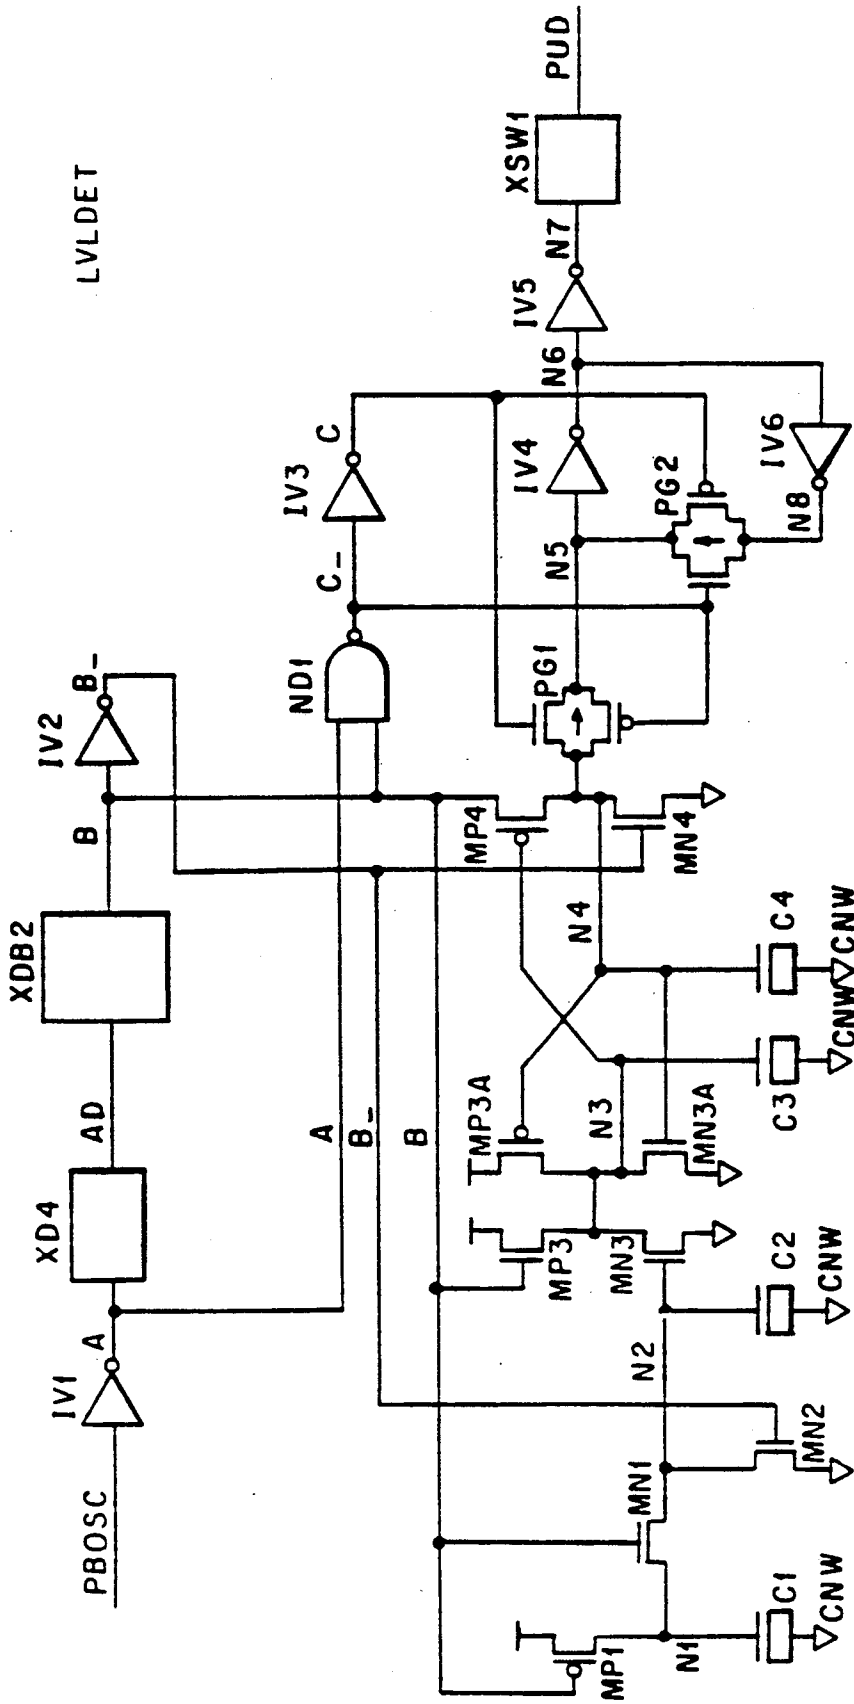 LVLDET
PBOSC
IV1
A
XD4
AD
XDB2
B
IV2
B_
A
B_
B
ND1
C_
IV3
C
MP1
N1
C1
CNW
MN1
MN2
N2
C2
CNW
MP3
MN3
MP3A
MN3A
N3
C3
CNW
N4
C4
CNW
MP4
MN4
PG1
N5
PG2
IV4
N6
IV6
N8
IV5
N7
XSW1
PUD